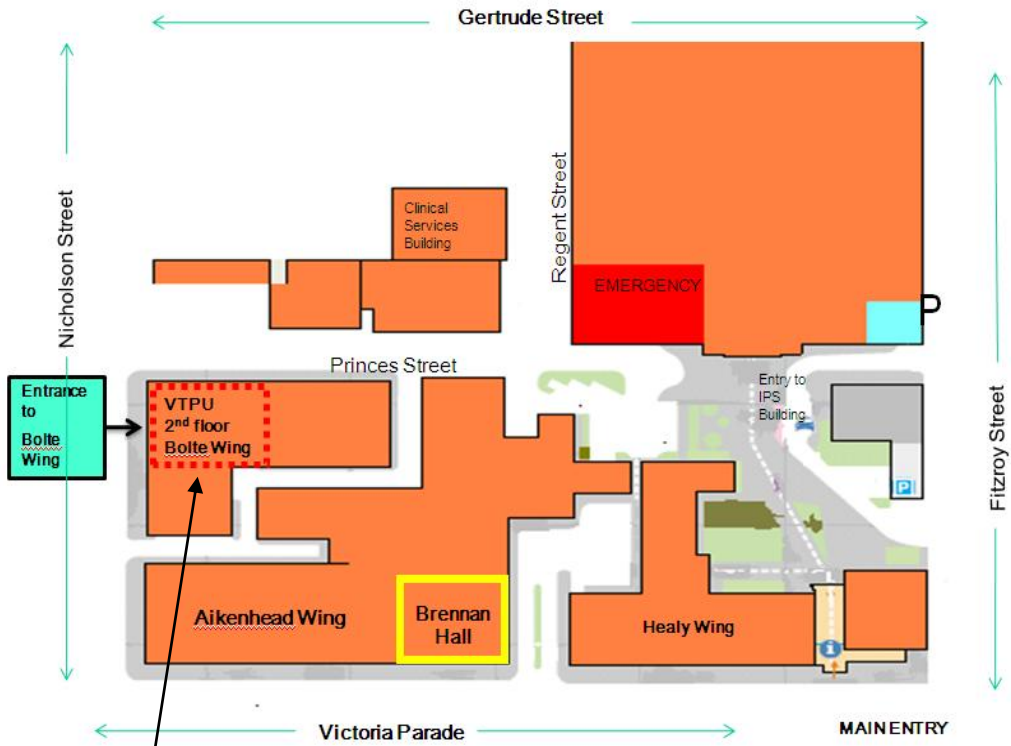 Gertrude Street
Nicholson Street
Regent Street
Clinical
Services
Building
EMERGENCY
P
Princes Street
Entrance
to
Bolte
Wing
VTPU
2nd floor
Bolte Wing
Entry to
IPS
Building
P
Fitzroy Street
Aikenhead Wing
Brennan
Hall
Healy Wing
i
Victoria Parade
MAIN ENTRY